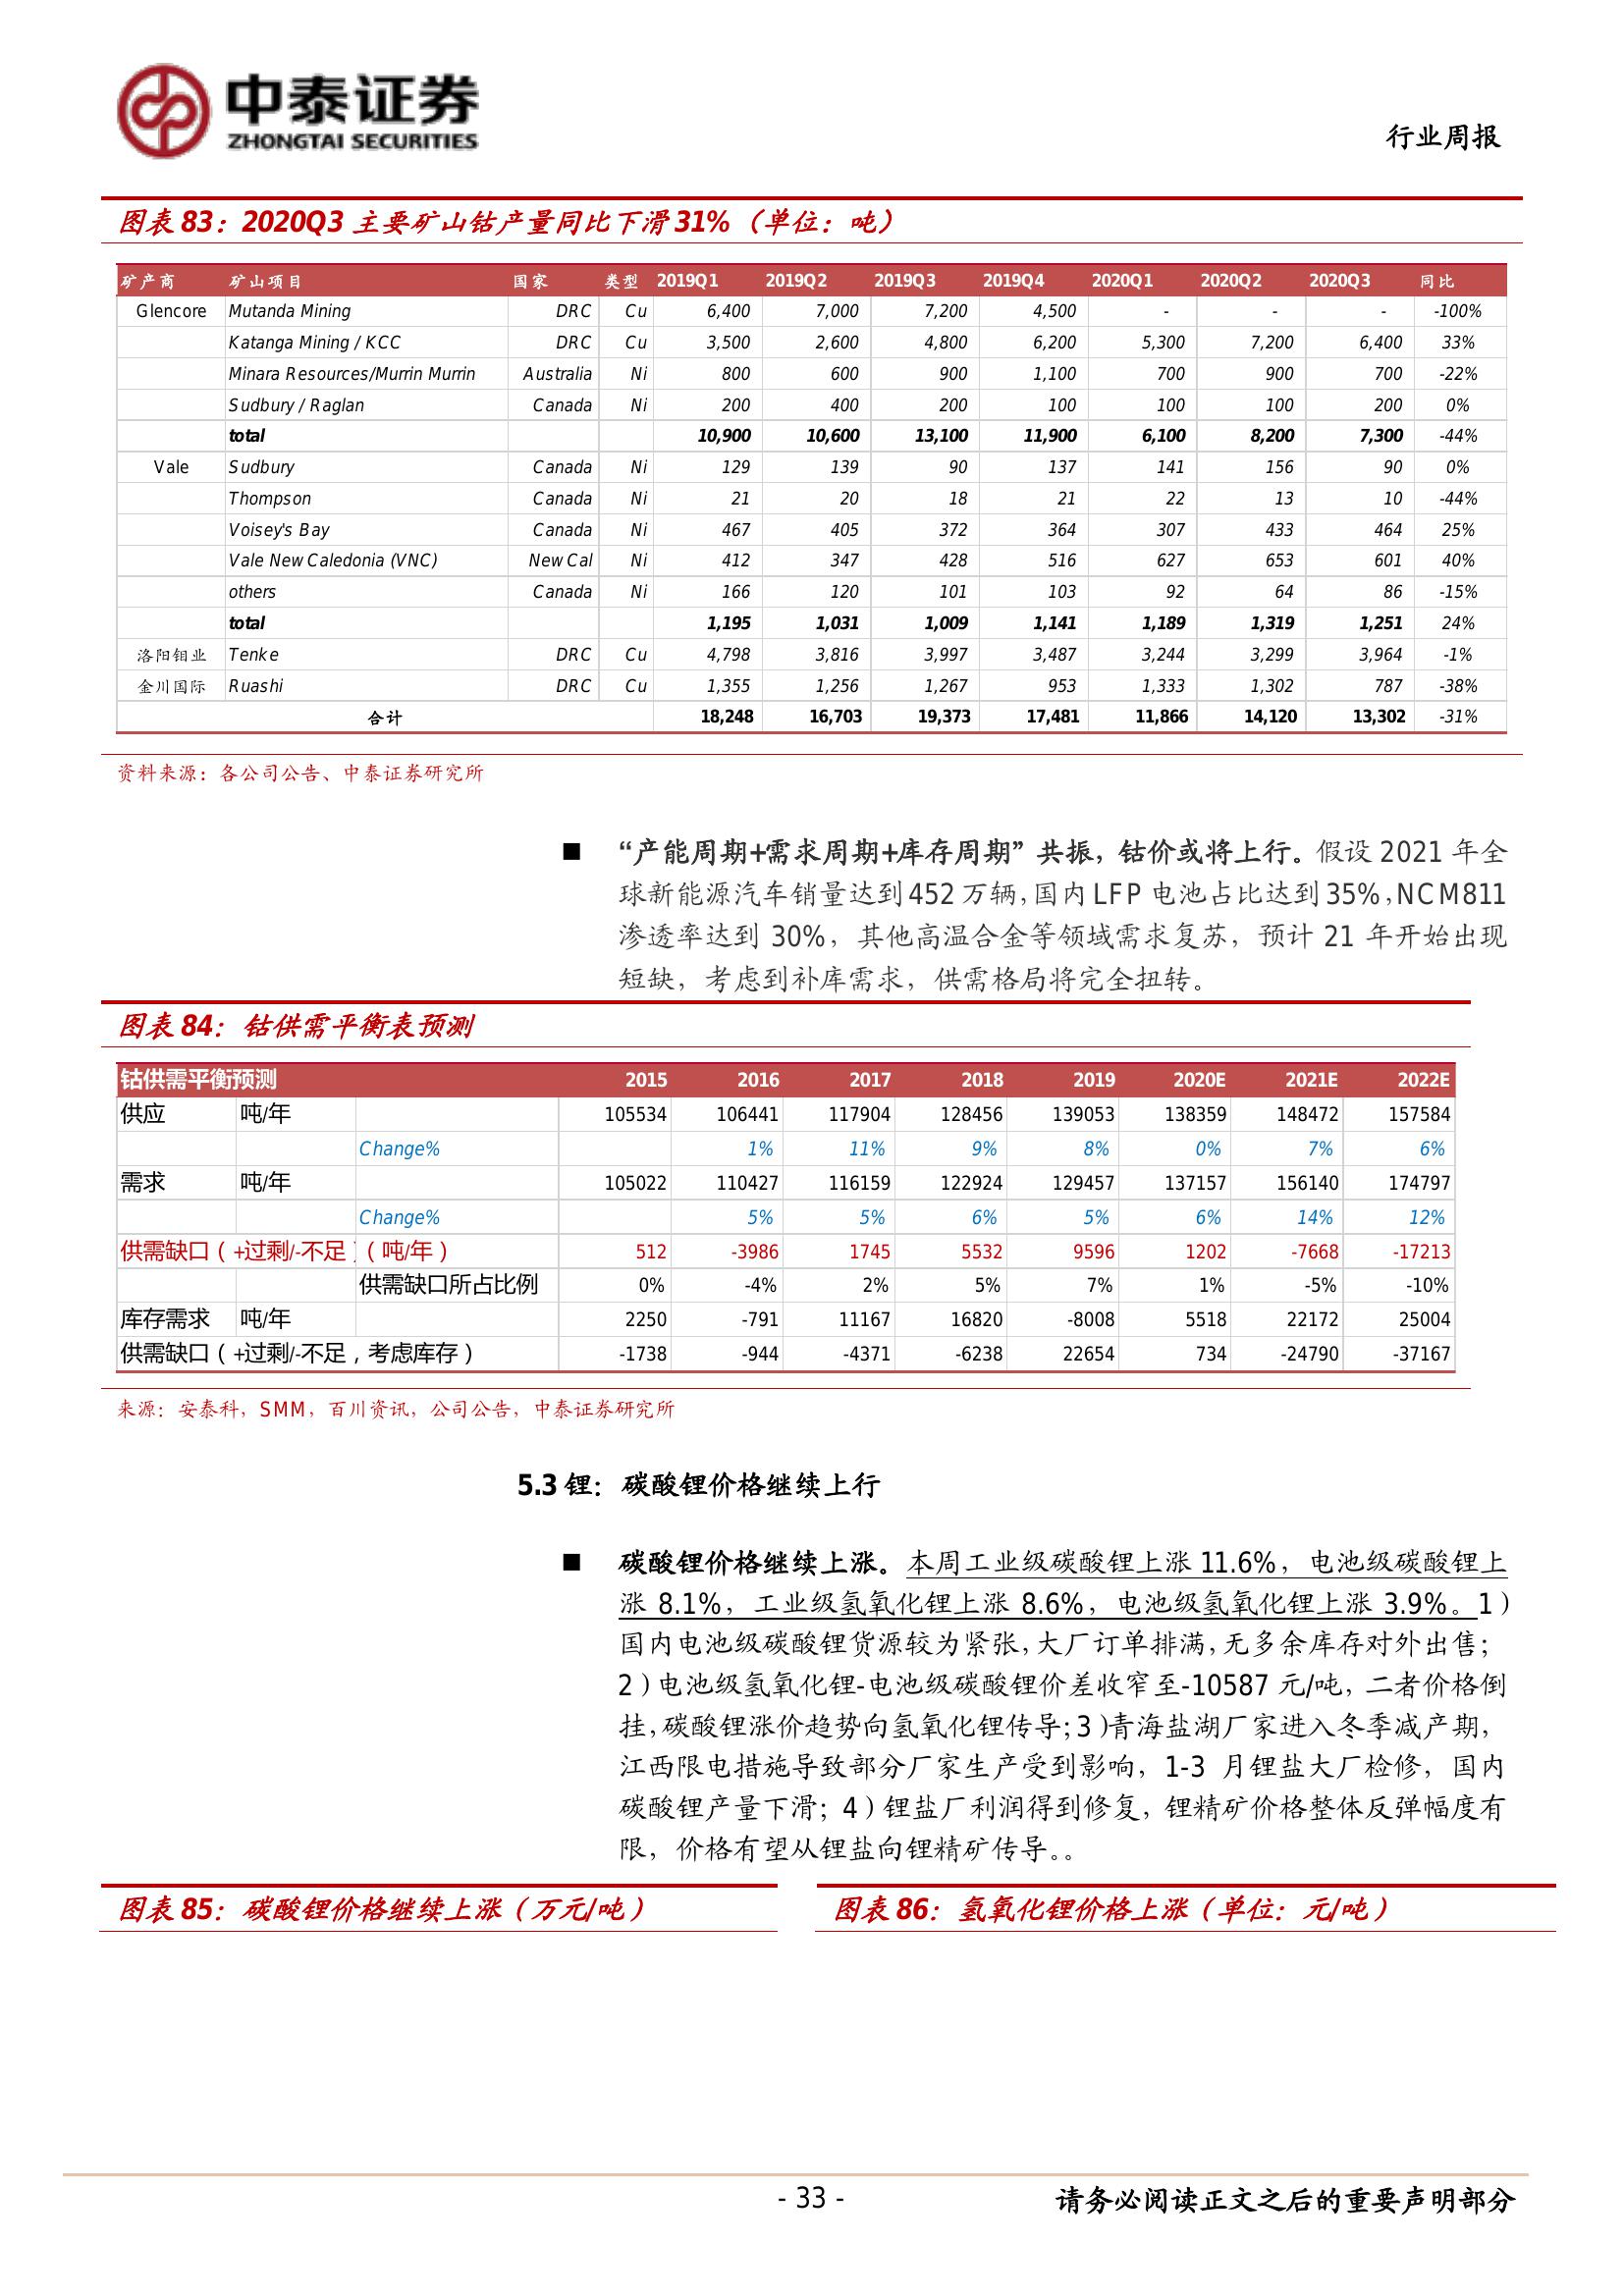 中泰证券
ZHONGTAI SECURITIES
行业周报
图表 83：2020Q3 主要矿山钴产量同比下滑 31%（单位：吨）
矿产商 矿山项目 国家 类型 2019Q1 2019Q2 2019Q3 2019Q4 2020Q1 2020Q2 2020Q3 同比
Glencore Mutanda Mining DRC Cu 6,400 7,000 7,200 4,500 - - - -100%
Katanga Mining / KCC DRC Cu 3,500 2,600 4,800 6,200 5,300 7,200 6,400 33%
Minara Resources/Murrin Murrin Australia Ni 800 600 900 1,100 700 900 700 -22%
Sudbury / Raglan Canada Ni 200 400 200 100 100 100 200 0%
total 10,900 10,600 13,100 11,900 6,100 8,200 7,300 -44%
Vale Sudbury Canada Ni 129 139 90 137 141 156 90 0%
Thompson Canada Ni 21 20 18 21 22 13 10 -44%
Voisey's Bay Canada Ni 467 405 372 364 307 433 464 25%
Vale New Caledonia (VNC) New Cal Ni 412 347 428 516 627 653 601 40%
others Canada Ni 166 120 101 103 92 64 86 -15%
total 1,195 1,031 1,009 1,141 1,189 1,319 1,251 24%
洛阳钼业 Tenke DRC Cu 4,798 3,816 3,997 3,487 3,244 3,299 3,964 -1%
金川国际 Ruashi DRC Cu 1,355 1,256 1,267 953 1,333 1,302 787 -38%
合计 18,248 16,703 19,373 17,481 11,866 14,120 13,302 -31%
资料来源：各公司公告、中泰证券研究所
■ “产能周期+需求周期+库存周期”共振，钴价或将上行。假设 2021 年全
球新能源汽车销量达到 452 万辆，国内 LFP 电池占比达到 35%，NCM811
渗透率达到 30%，其他高温合金等领域需求复苏，预计 21 年开始出现
短缺，考虑到补库需求，供需格局将完全扭转。
图表 84：钴供需平衡表预测
钴供需平衡预测 2015 2016 2017 2018 2019 2020E 2021E 2022E
供应 吨/年 105534 106441 117904 128456 139053 138359 148472 157584
Change% 1% 11% 9% 8% 0% 7% 6%
需求 吨/年 105022 110427 116159 122924 129457 137157 156140 174797
Change% 5% 5% 6% 5% 6% 14% 12%
供需缺口（+过剩/-不足）（吨/年） 512 -3986 1745 5532 9596 1202 -7668 -17213
供需缺口所占比例 0% -4% 2% 5% 7% 1% -5% -10%
库存需求 吨/年 2250 -791 11167 16820 -8008 5518 22172 25004
供需缺口（+过剩/-不足，考虑库存） -1738 -944 -4371 -6238 22654 734 -24790 -37167
来源：安泰科，SMM，百川资讯，公司公告，中泰证券研究所
5.3 锂：碳酸锂价格继续上行
■ 碳酸锂价格继续上涨。本周工业级碳酸锂上涨 11.6%，电池级碳酸锂上
涨 8.1%，工业级氢氧化锂上涨 8.6%，电池级氢氧化锂上涨 3.9%。1）
国内电池级碳酸锂货源较为紧张，大厂订单排满，无多余库存对外出售；
2）电池级氢氧化锂-电池级碳酸锂价差收窄至-10587 元/吨，二者价格倒
挂，碳酸锂涨价趋势向氢氧化锂传导；3）青海盐湖厂家进入冬季减产期，
江西限电措施导致部分厂家生产受到影响，1-3 月锂盐大厂检修，国内
碳酸锂产量下滑；4）锂盐厂利润得到修复，锂精矿价格整体反弹幅度有
限，价格有望从锂盐向锂精矿传导。。
图表 85：碳酸锂价格继续上涨（万元/吨） 图表 86：氢氧化锂价格上涨（单位：元/吨）
- 33 - 请务必阅读正文之后的重要声明部分